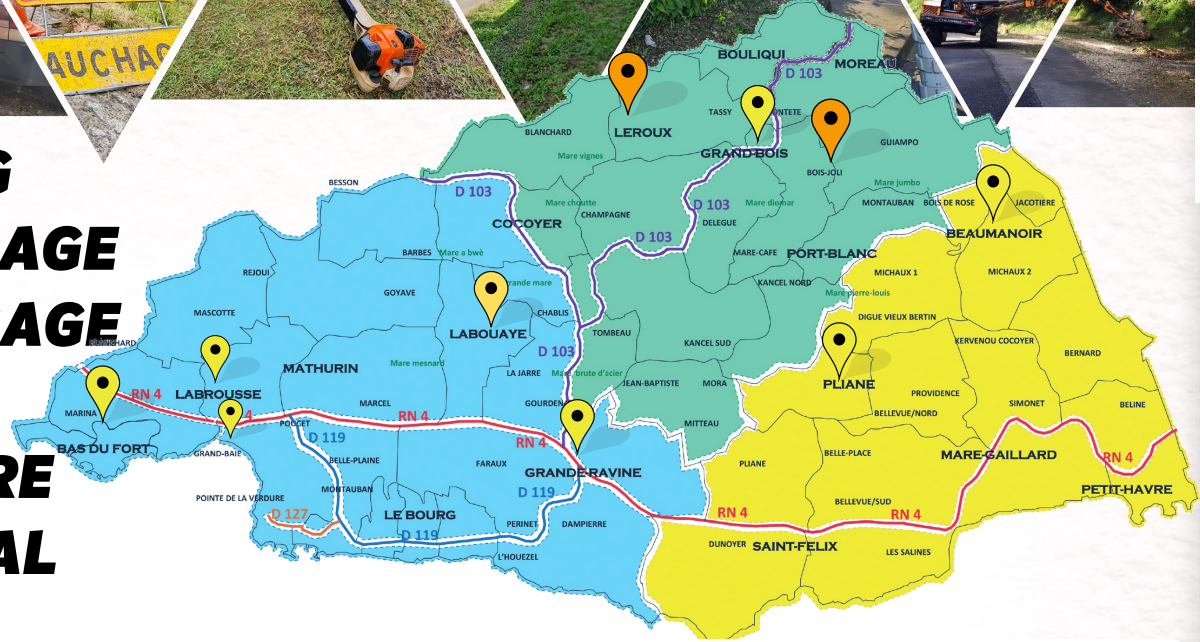 AUCHAG
G
AGE
AGE
RE
AL
BOULIQUI
MOREAU
D 103
TASSY
LEROUX
BLANCHARD
GUIAMPO
GRAND-BOIS
Mare vignes
BOIS-JOLI
Mare jumbo
BESSON
D 103
Mare choutte
D 103
Mare diomar
MONTAUBAN
BOIS DE ROSE
JACOTIERE
CHAMPAGNE
COCOYER
DELEGUE
BEAUMANOIR
D 103
BARBES
Mare a bwè
MARE-CAFE
PORT-BLANC
REJOUI
MICHAUX 1
MICHAUX 2
KANCEL NORD
rande mare
GOYAVE
Mare pierre-louis
MASCOTTE
CHABLIS
DIGUE VIEUX BERTIN
LABOUAYE
TOMBEAU
KANCEL SUD
KERVENOU COCOYER
D 103
BERNARD
MATHURIN
Mare mesnard
LA JARRE
Mare brute d'acier
JEAN-BAPTISTE
MORA
PLIANE
LABROUSSE
RN 4
PROVIDENCE
MARCEL
GOURDEN
SIMONET
BELINE
MARINA
4
RN 4
BELLEVUE/NORD
POUCET
MITTEAU
D 119
RN 4
BAS DU FORT
GRAND-BAIE
BELLE-PLACE
MARE-GAILLARD
RN 4
BELLE-PLAINE
FARAUX
PLIANE
GRANDE-RAVINE
MONTAUBAN
D 119
PETIT-HAVRE
POINTE DE LA VERDURE
BELLEVUE/SUD
D 127
LE BOURG
RN 4
RN 4
PERINET
DAMPIERRE
D 119
DUNOYER
SAINT-FELIX
LES SALINES
L'HOUEZEL